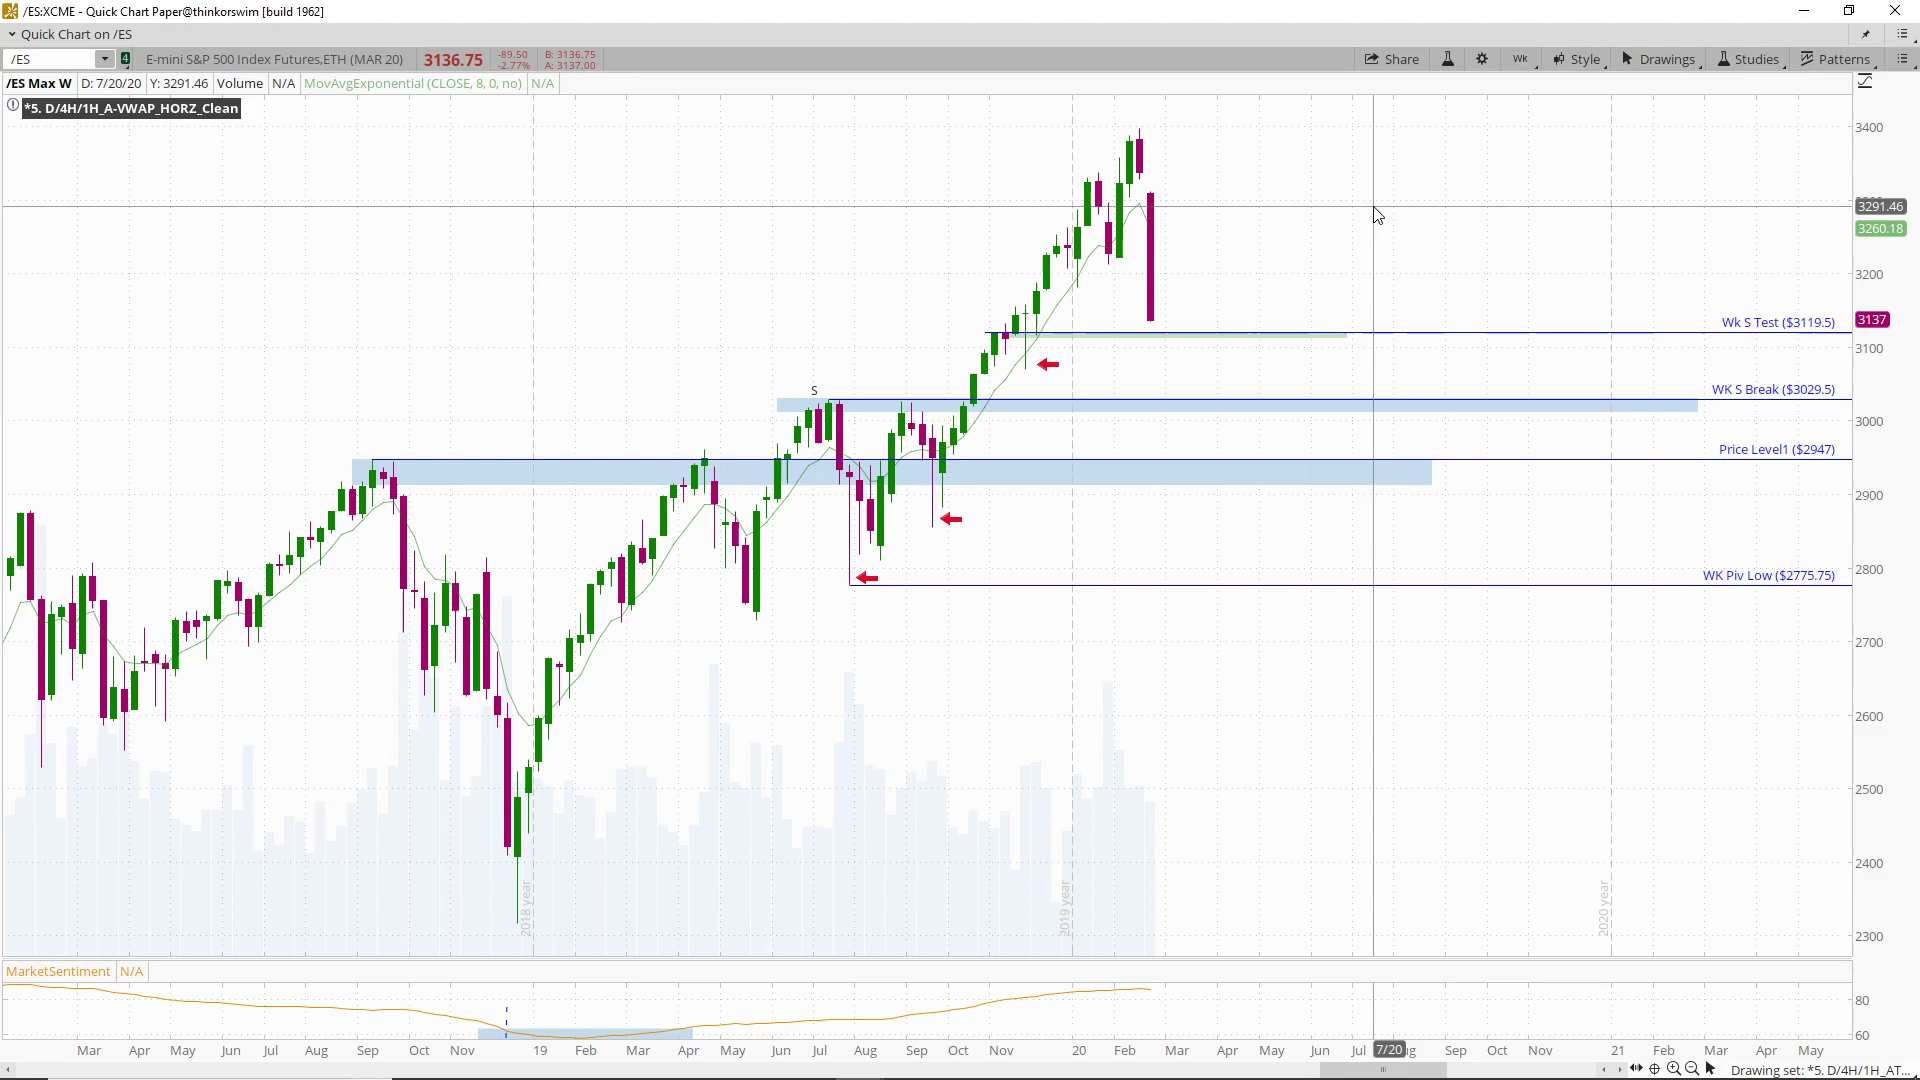 /ES:XCME - Quick Chart Paper@thinkorswim [build 1962]
Quick Chart on /ES
/ES 4 E-mini S&P 500 Index Futures,ETH (MAR 20) 3136.75 -89.50 B: 3136.75 Share WK Style Drawings Studies Patterns
-2.77% A: 3137.00
/ES Max W D: 7/20/20 Y: 3291.46 Volume N/A MovAvgExponential (CLOSE, 8, 0, no) N/A
*5. D/4H/1H_A-VWAP_HORZ_Clean
3400
3291.46
3260.18
3200
3137
Wk S Test ($3119.5)
3100
S
WK S Break ($3029.5)
3000
Price Level1 ($2947)
2900
2800
WK Piv Low ($2775.75)
2700
2600
2500
2400
2018 year 2019 year 2020 year
2300
MarketSentiment N/A
80
60
Mar Apr May Jun Jul Aug Sep Oct Nov 19 Feb Mar Apr May Jun Jul Aug Sep Oct Nov 20 Feb Mar Apr May Jun Jul 7/20 Sep Oct Nov 21 Feb Mar Apr May
Drawing set: *5. D/4H/1H_AT...